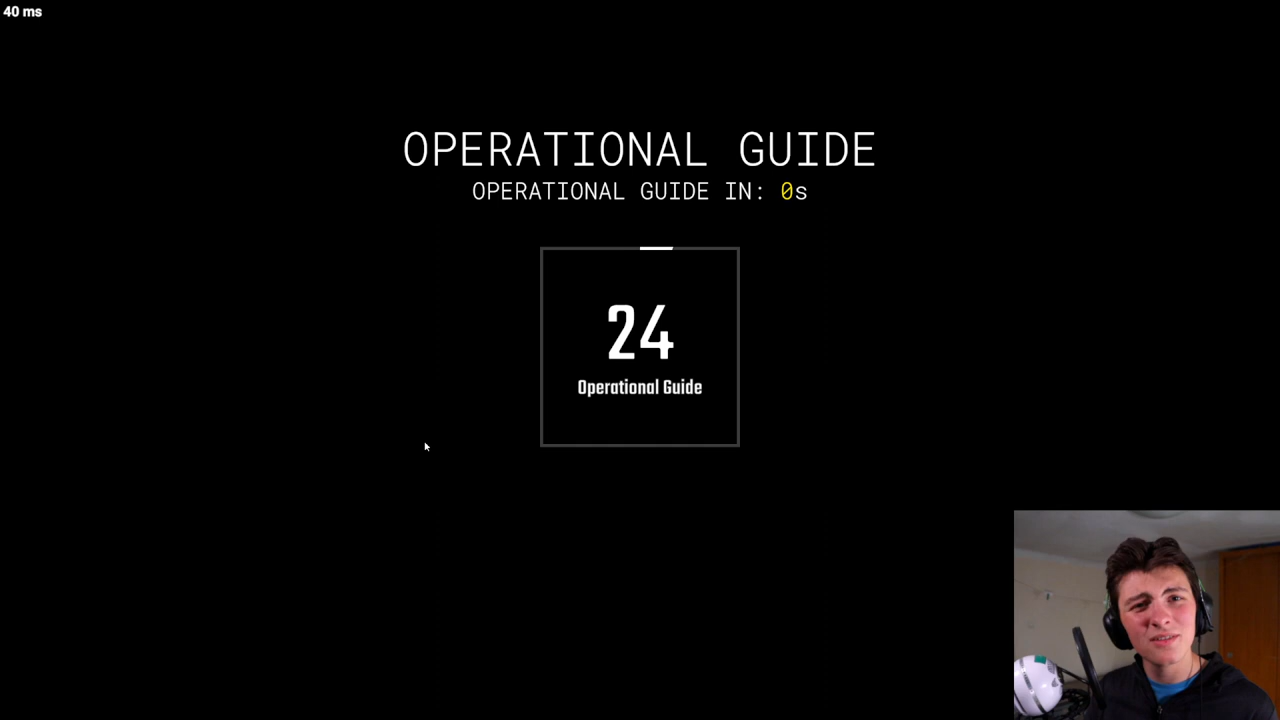 40 ms
OPERATIONAL GUIDE
OPERATIONAL GUIDE IN: 0s
24
Operational Guide